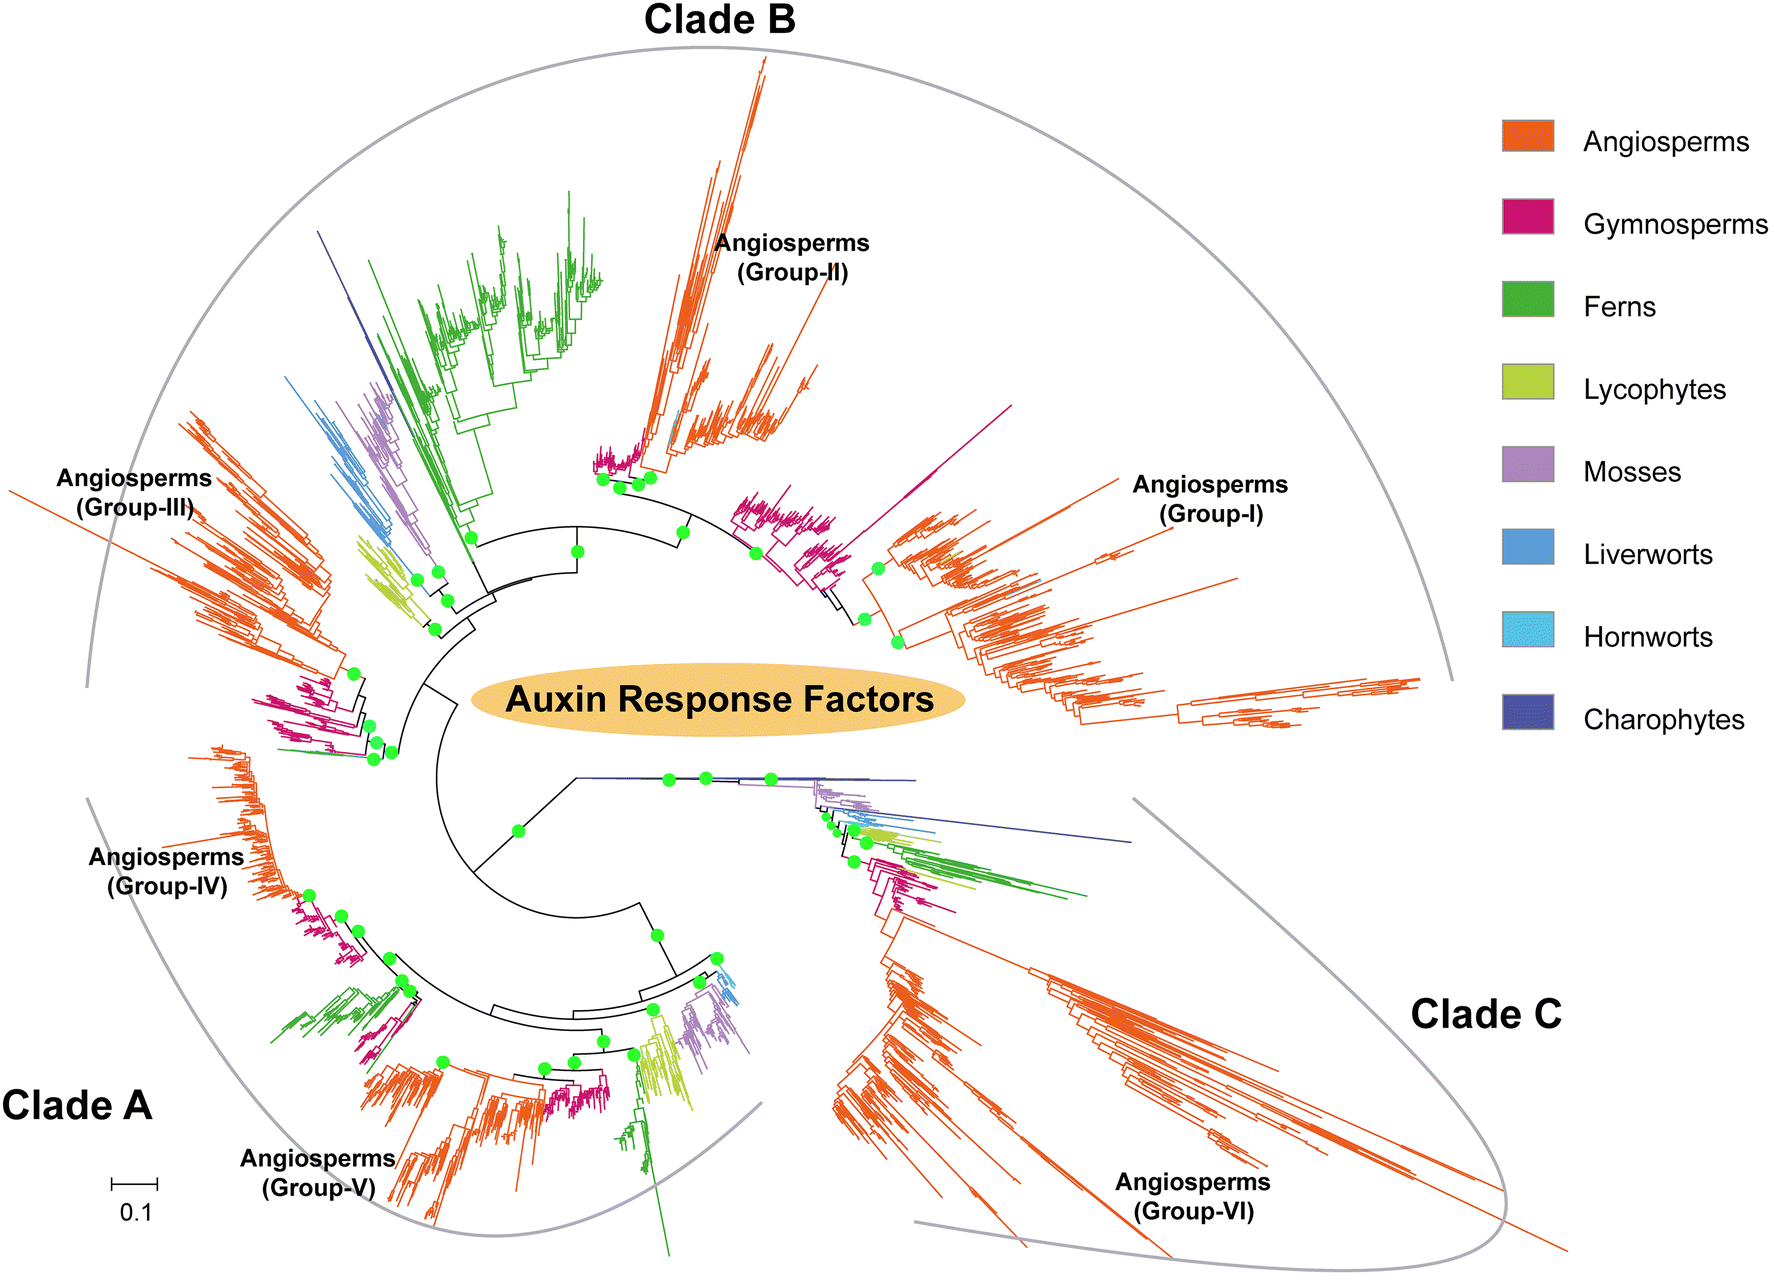 Clade B
Angiosperms
(Group-II)
Angiosperms
(Group-III)
Angiosperms
(Group-I)
Auxin Response Factors
Angiosperms
(Group-IV)
Clade A
Angiosperms
(Group-V)
0.1
Clade C
Angiosperms
(Group-VI)
Angiosperms
Gymnosperms
Ferns
Lycophytes
Mosses
Liverworts
Hornworts
Charophytes